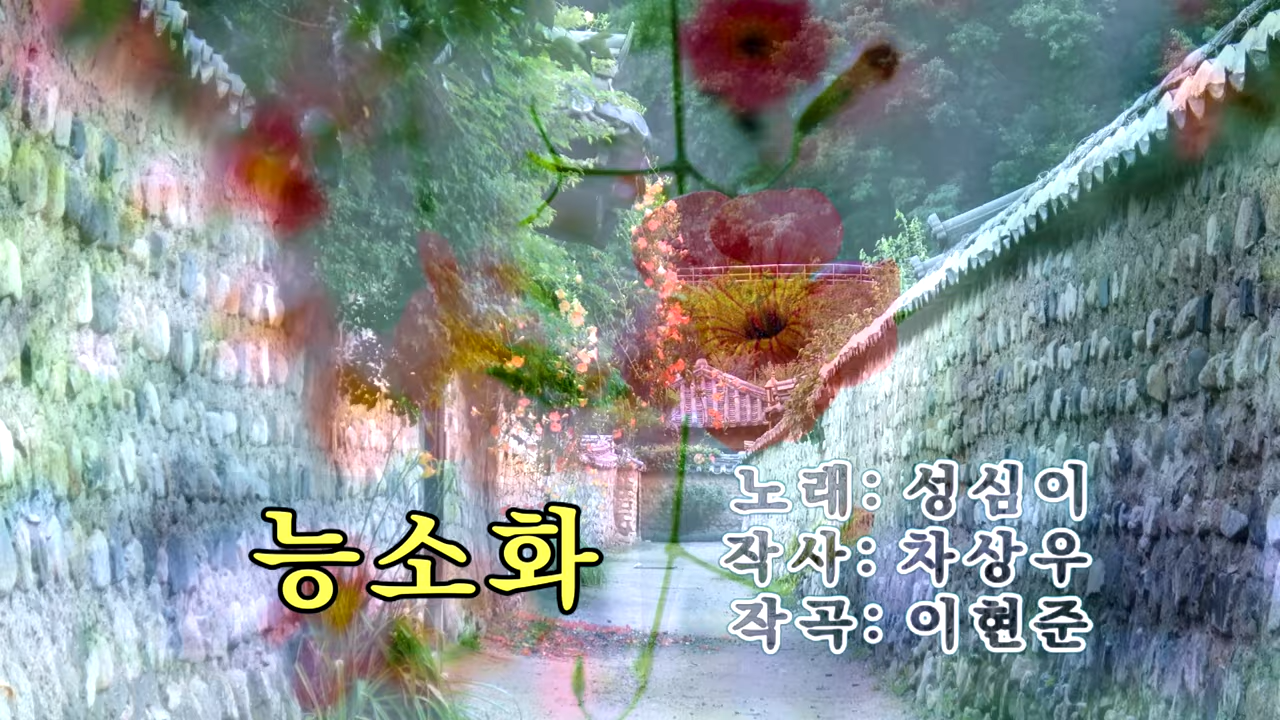 능소화
노래: 성심이
작사: 차상우
작곡: 이현준